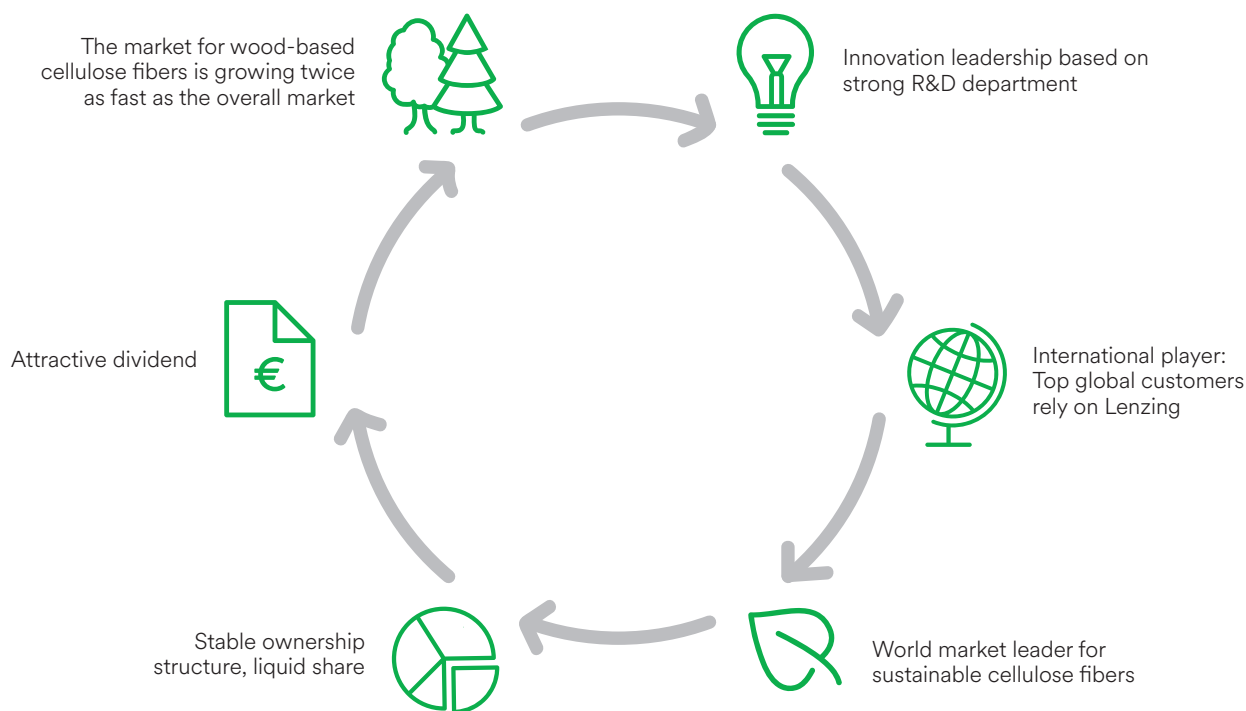 The market for wood-based
cellulose fibers is growing twice
as fast as the overall market
Innovation leadership based on
strong R&D department
International player:
Top global customers
rely on Lenzing
World market leader for
sustainable cellulose fibers
Stable ownership
structure, liquid share
Attractive dividend
€